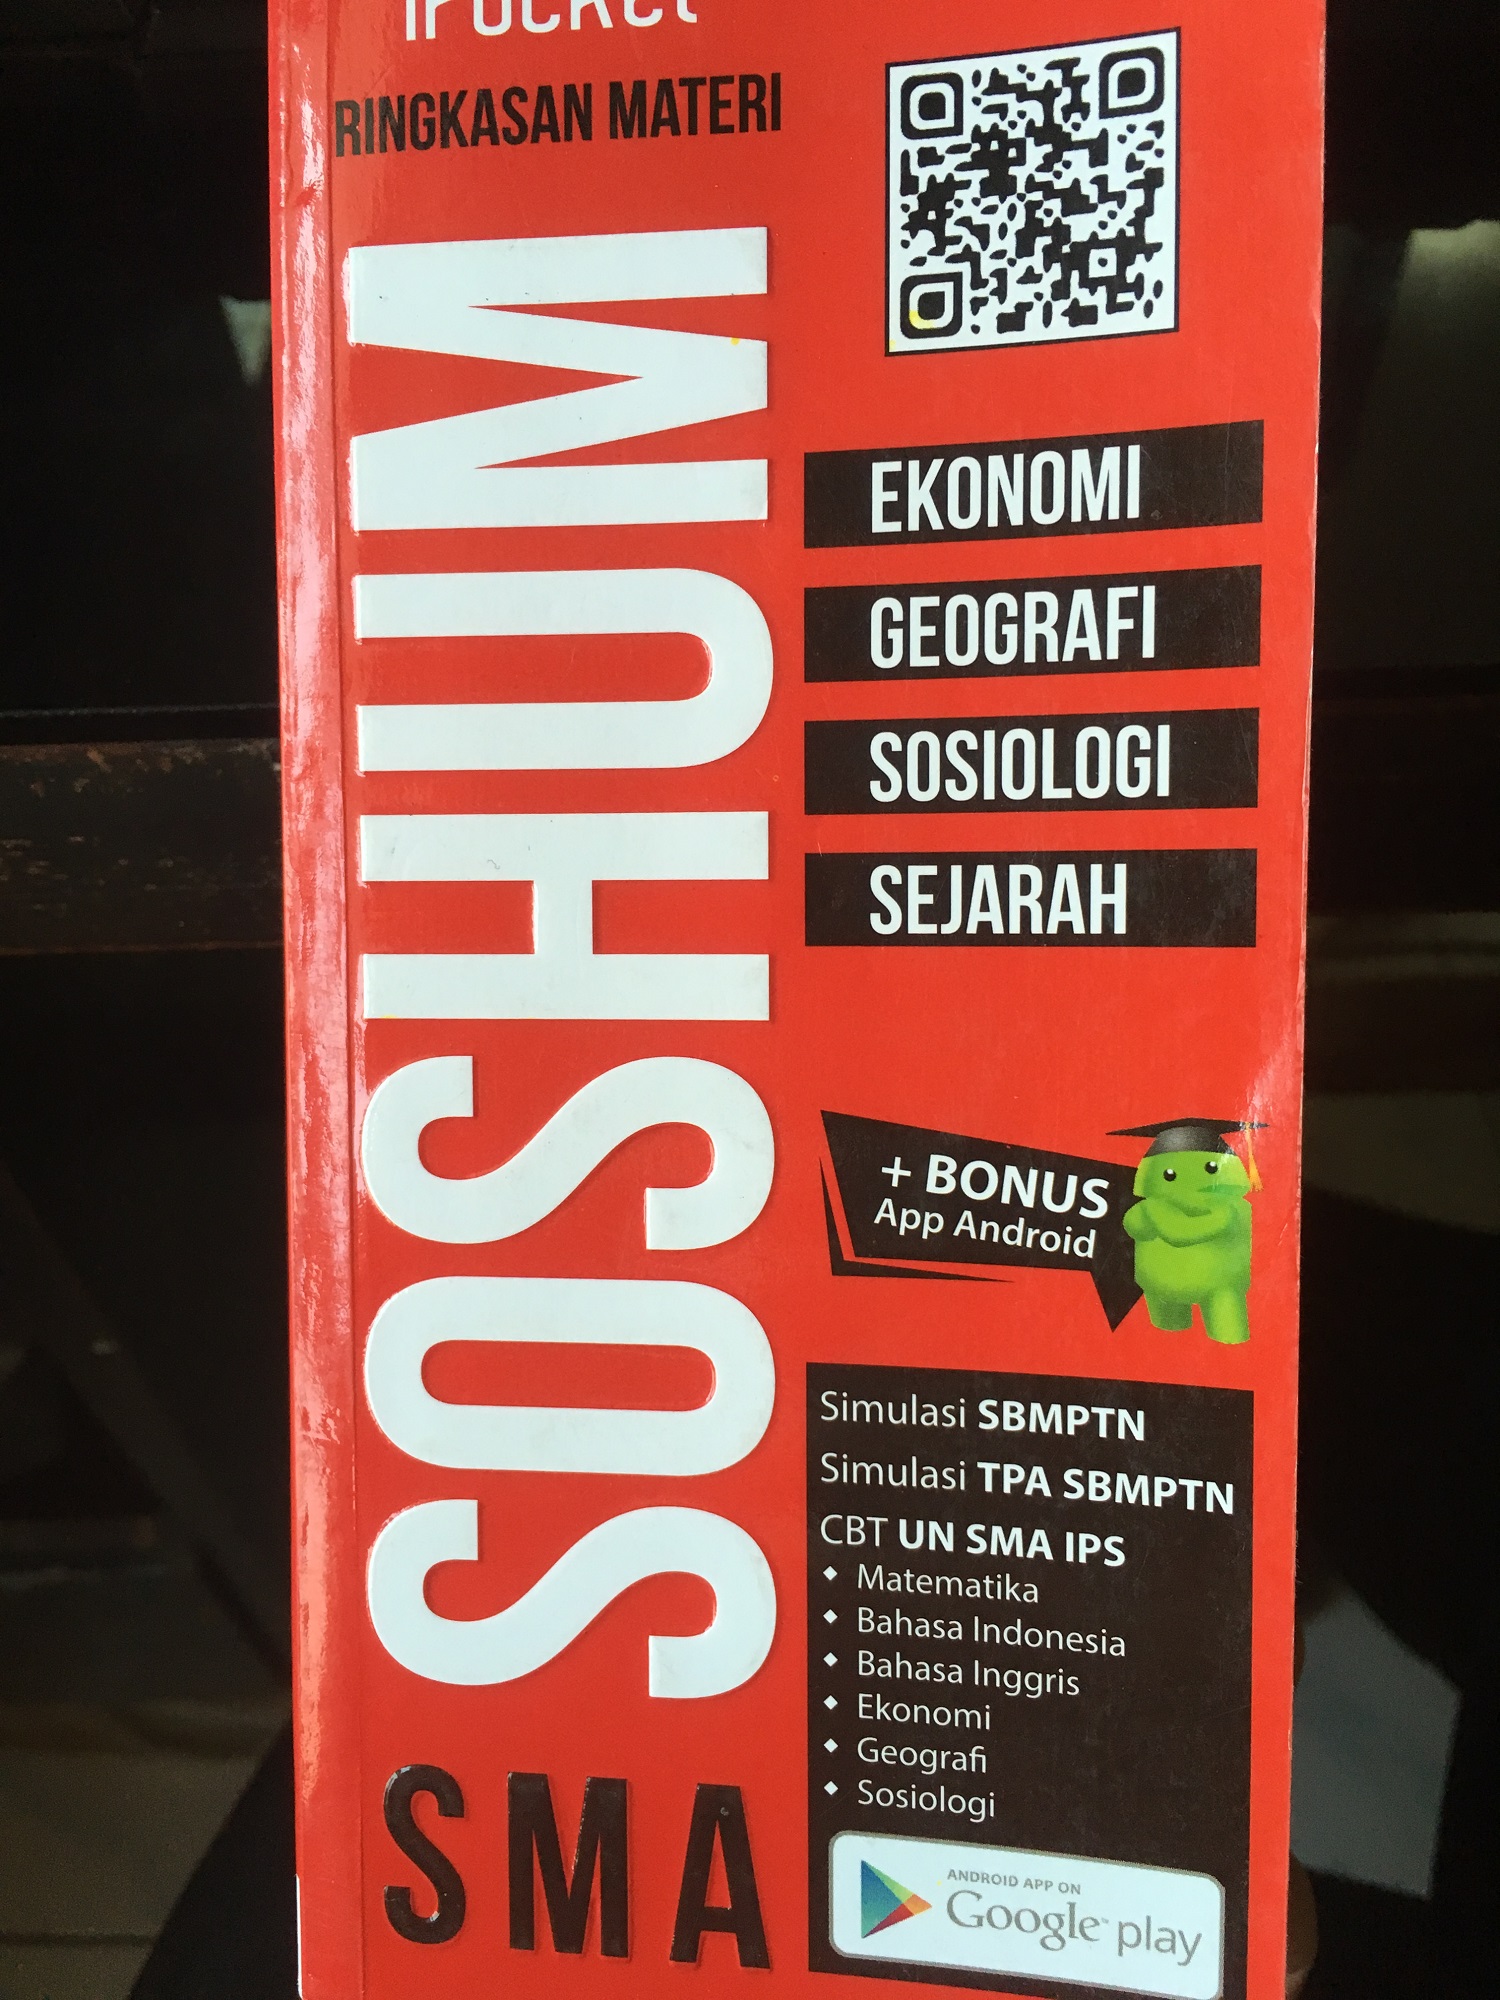 RINGKASAN MATERI
SOSHUM
SMA
EKONOMI
GEOGRAFI
SOSIOLOGI
SEJARAH
+ BONUS
App Android
Simulasi SBMPTN
Simulasi TPA SBMPTN
CBT UN SMA IPS
Matematika
Bahasa Indonesia
Bahasa Inggris
Ekonomi
Geografi
Sosiologi
ANDROID APP ON
Google play